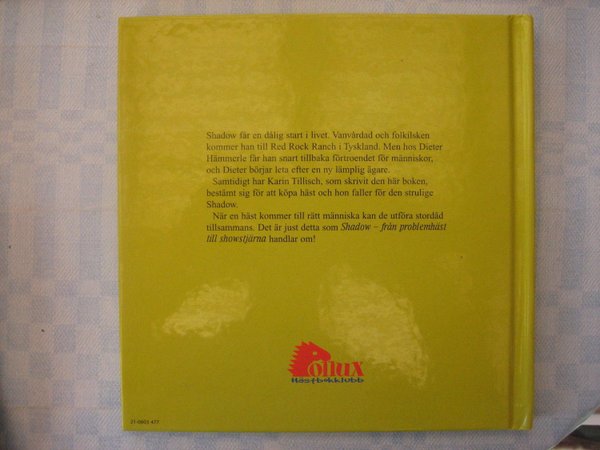 Shadow får en dålig start i livet. Vanvårdad och folkilsken
kommer han till Red Rock Ranch i Tyskland. Men hos Dieter
Hämmerle får han snart tillbaka förtroendet för människor,
och Dieter börjar leta efter en ny lämplig ägare.
Samtidigt har Karin Tillisch, som skrivit den här boken,
bestämt sig för att köpa häst och hon faller för den struliga
Shadow.
När en häst kommer till rätt människa kan de utföra stordåd
tillsammans. Det är just detta som Shadow – från problemhäst
till showstjärna handlar om!
Pollux
Hästbokklubb
21-0603 477